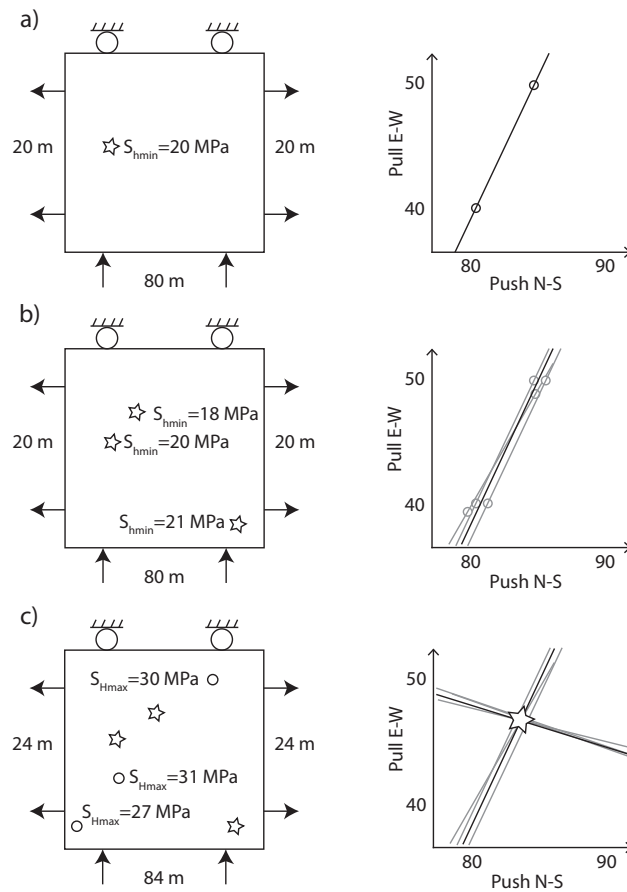 a)
S_hmin=20 MPa
20 m
20 m
80 m
50
40
Pull E-W
80
90
Push N-S
b)
S_hmin=18 MPa
S_hmin=20 MPa
20 m
20 m
S_hmin=21 MPa
80 m
50
40
Pull E-W
80
90
Push N-S
c)
S_Hmax=30 MPa
24 m
24 m
S_Hmax=31 MPa
S_Hmax=27 MPa
84 m
50
40
Pull E-W
80
90
Push N-S